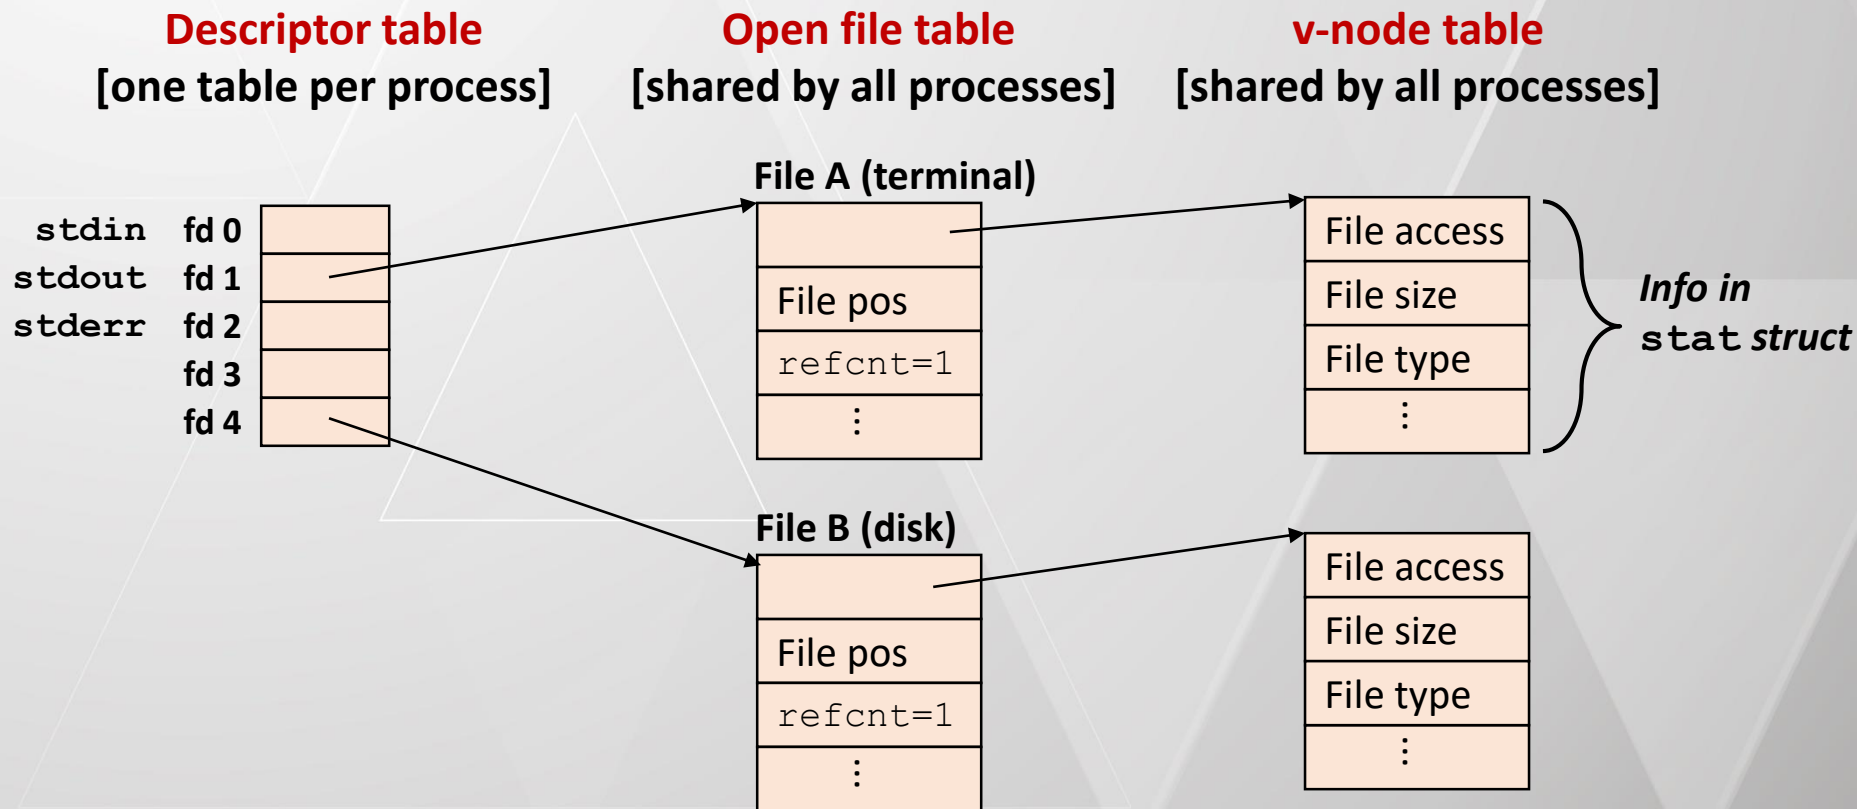 Descriptor table
[one table per process]
Open file table
[shared by all processes]
v-node table
[shared by all processes]
stdin fd 0
stdout fd 1
stderr fd 2
fd 3
fd 4
File A (terminal)
File pos
refcnt=1
⋮
File access
File size
File type
⋮
Info in
stat struct
File B (disk)
File pos
refcnt=1
⋮
File access
File size
File type
⋮